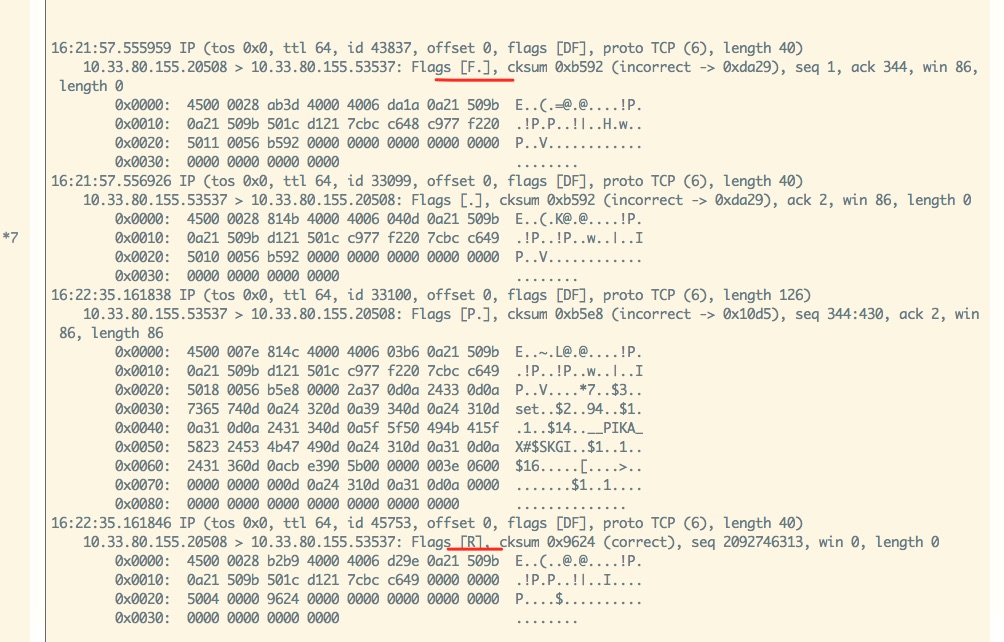 16:21:57.555959 IP (tos 0x0, ttl 64, id 43837, offset 0, flags [DF], proto TCP (6), length 40)
10.33.80.155.20508 > 10.33.80.155.53537: Flags [F.], cksum 0xb592 (incorrect -> 0xda29), seq 1, ack 344, win 86,
length 0
0x0000: 4500 0028 ab3d 4000 4006 da1a 0a21 509b E..(.=@.@....!P.
0x0010: 0a21 509b 501c d121 7cbc c648 c977 f220 .!P.P..!|..H.w..
0x0020: 5011 0056 b592 0000 0000 0000 0000 0000 P..V............
0x0030: 0000 0000 0000 0000 ........
16:21:57.556926 IP (tos 0x0, ttl 64, id 33099, offset 0, flags [DF], proto TCP (6), length 40)
10.33.80.155.53537 > 10.33.80.155.20508: Flags [.], cksum 0xb592 (incorrect -> 0xda29), ack 2, win 86, length 0
0x0000: 4500 0028 814b 4000 4006 040d 0a21 509b E..(.K@.@....!P.
*7 0x0010: 0a21 509b d121 501c c977 f220 7cbc c649 .!P..!P..w..|..I
0x0020: 5010 0056 b592 0000 0000 0000 0000 0000 P..V............
0x0030: 0000 0000 0000 0000 ........
16:22:35.161838 IP (tos 0x0, ttl 64, id 33100, offset 0, flags [DF], proto TCP (6), length 126)
10.33.80.155.53537 > 10.33.80.155.20508: Flags [P.], cksum 0xb5e8 (incorrect -> 0x10d5), seq 344:430, ack 2, win
86, length 86
0x0000: 4500 007e 814c 4000 4006 03b6 0a21 509b E..~.L@.@....!P.
0x0010: 0a21 509b d121 501c c977 f220 7cbc c649 .!P..!P..w..|..I
0x0020: 5018 0056 b5e8 0000 2a37 0d0a 2433 0d0a P..V....*7..$3..
0x0030: 7365 740d 0a24 320d 0a39 340d 0a24 310d set..$2..94..$1.
0x0040: 0a31 0d0a 2431 340d 0a5f 5f50 494b 415f .1..$14..__PIKA_
0x0050: 5823 2453 4b47 490d 0a24 310d 0a31 0d0a X#$SKGI..$1..1..
0x0060: 2431 360d 0acb e390 5b00 0000 003e 0600 $16.....[....>..
0x0070: 0000 0000 000d 0a24 310d 0a31 0d0a 0000 .......$1..1....
0x0080: 0000 0000 0000 0000 0000 0000 0000 ..............
16:22:35.161846 IP (tos 0x0, ttl 64, id 45753, offset 0, flags [DF], proto TCP (6), length 40)
10.33.80.155.20508 > 10.33.80.155.53537: Flags [R], cksum 0x9624 (correct), seq 2092746313, win 0, length 0
0x0000: 4500 0028 b2b9 4000 4006 d29e 0a21 509b E..(..@.@....!P.
0x0010: 0a21 509b 501c d121 7cbc c649 0000 0000 .!P.P..!|..I....
0x0020: 5004 0000 9624 0000 0000 0000 0000 0000 P....$..........
0x0030: 0000 0000 0000 0000 ........